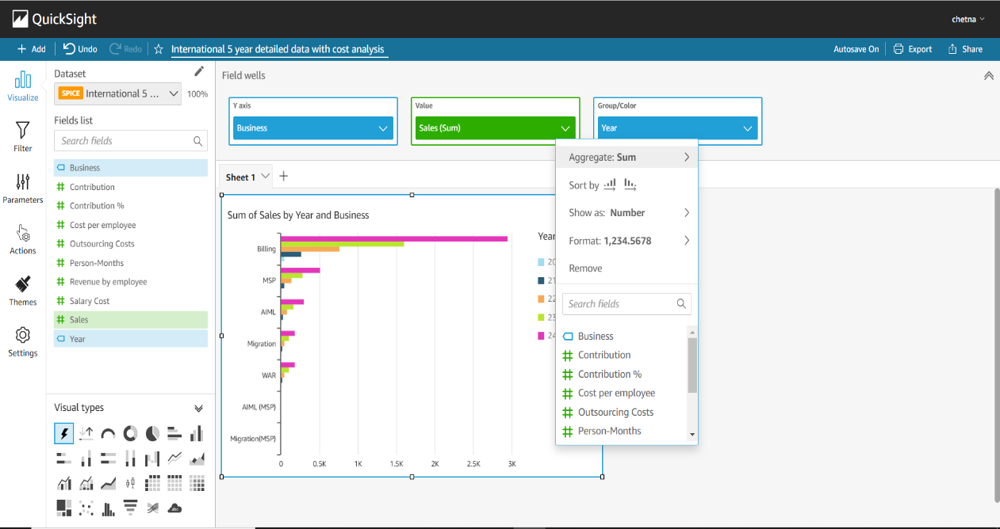 QuickSight
chetna
Add
Undo
Redo
International 5 year detailed data with cost analysis
Autosave On
Export
Share
Visualize
Filter
Parameters
Actions
Themes
Settings
Dataset
SPICE International 5 ...
100%
Fields list
Search fields
Business
Contribution
Contribution %
Cost per employee
Outsourcing Costs
Person-Months
Revenue by employee
Salary Cost
Sales
Year
Visual types
abc
Field wells
Y axis
Business
Value
Sales (Sum)
Group/Color
Year
Sheet 1
Sum of Sales by Year and Business
Billing
MSP
AIML
Migration
WAR
AIML (MSP)
Migration(MSP)
0 0.5K 1K 1.5K 2K 2.5K 3K
Year
20
21
22
23
24
Aggregate: Sum
Sort by
Show as: Number
Format: 1,234.5678
Remove
Search fields
Business
Contribution
Contribution %
Cost per employee
Outsourcing Costs
Person-Months